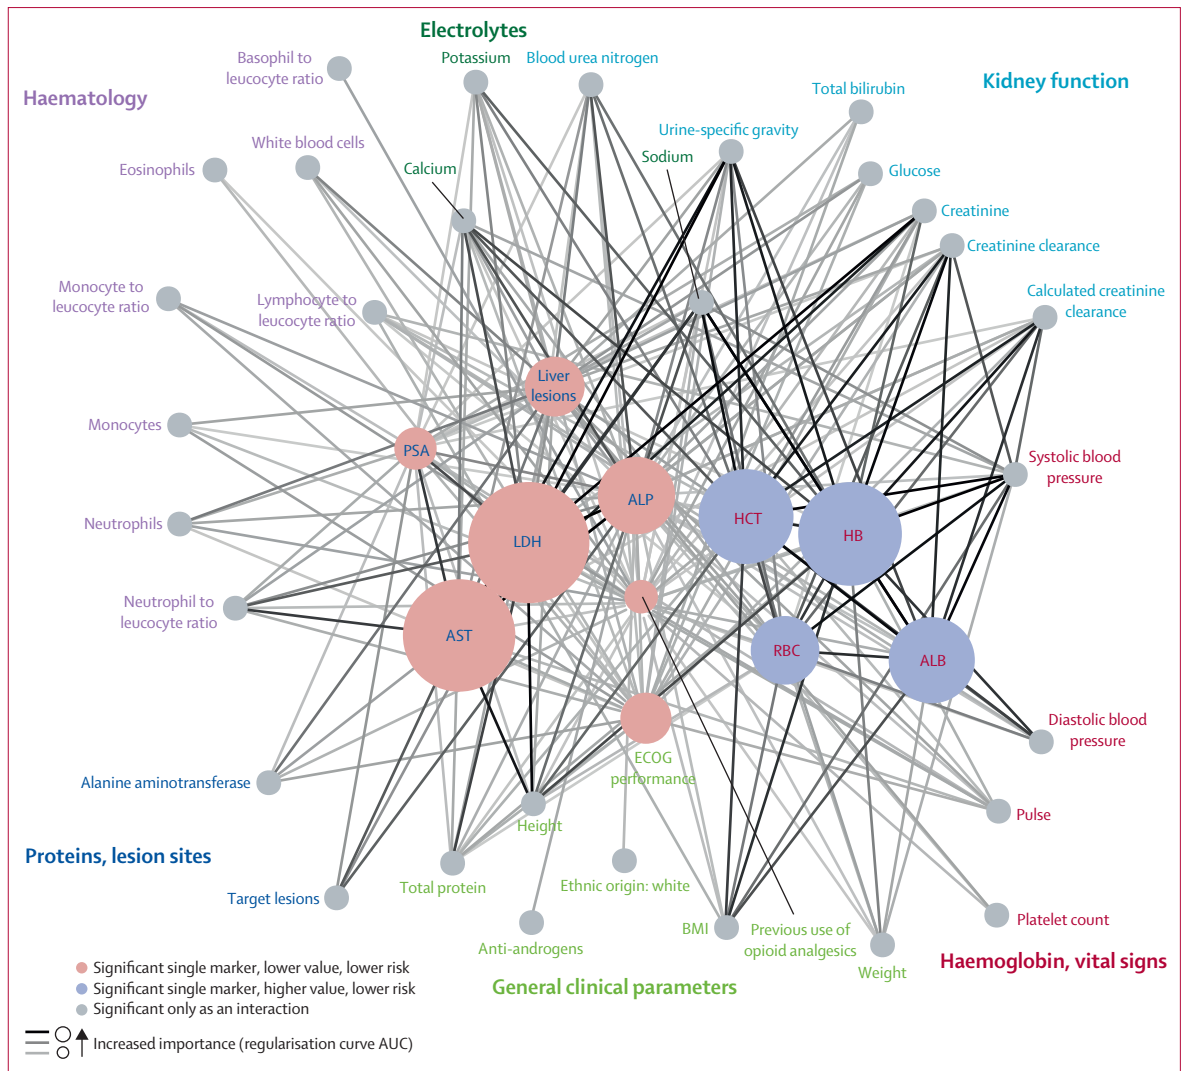 Electrolytes
Potassium
Blood urea nitrogen
Basophil to
leucocyte ratio
Haematology
Kidney function
Total bilirubin
Urine-specific gravity
White blood cells
Sodium
Eosinophils
Calcium
Glucose
Creatinine
Creatinine clearance
Monocyte to
leucocyte ratio
Lymphocyte to
leucocyte ratio
Calculated creatinine
clearance
Liver
lesions
Monocytes
PSA
Systolic blood
pressure
ALP
Neutrophils
LDH
HCT
HB
Neutrophil to
leucocyte ratio
AST
RBC
ALB
Diastolic blood
pressure
ECOG
performance
Alanine aminotransferase
Height
Pulse
Proteins, lesion sites
Total protein
Ethnic origin: white
Target lesions
Anti-androgens
BMI
Previous use of
opioid analgesics
Platelet count
Weight
Haemoglobin, vital signs
General clinical parameters
Significant single marker, lower value, lower risk
Significant single marker, higher value, lower risk
Significant only as an interaction
Increased importance (regularisation curve AUC)